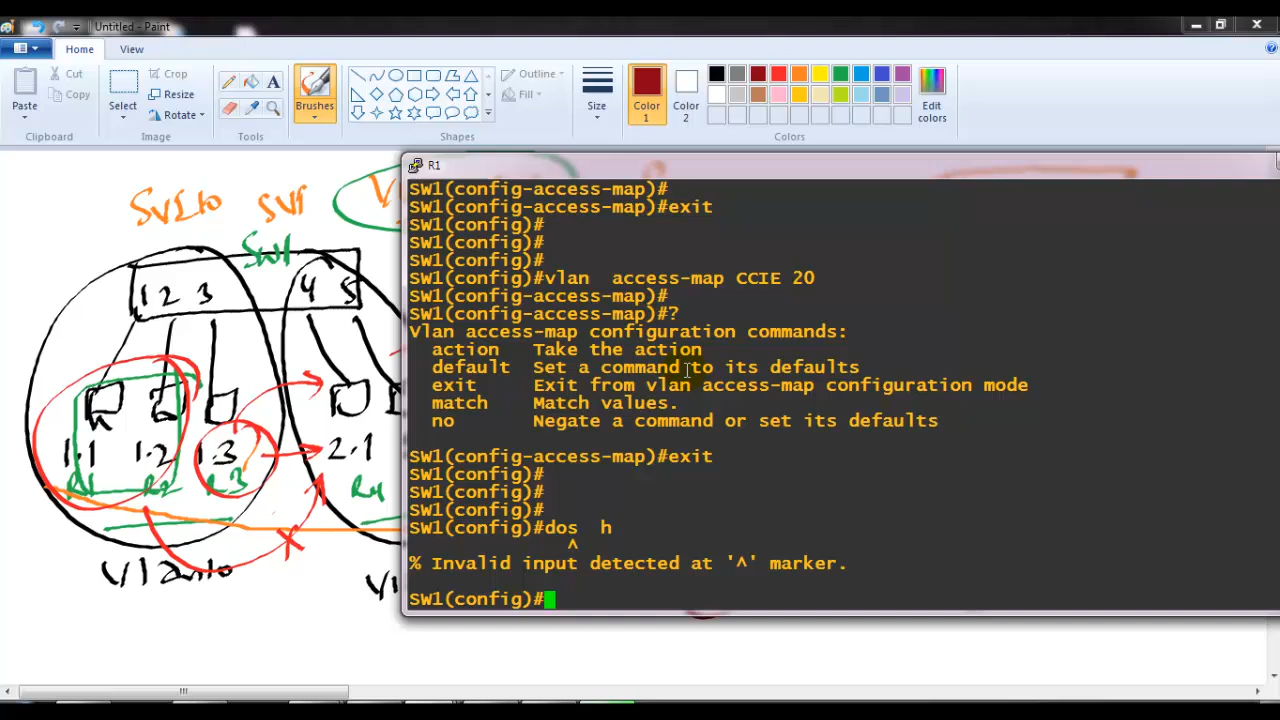 Untitled - Paint
Home View
Paste
Cut
Copy
Select
Crop
Resize
Rotate
Brushes
Outline
Fill
Size
Color 1
Color 2
Edit colors
Clipboard Image Tools Shapes Colors
R1
SW1(config-access-map)#
SW1(config-access-map)#exit
SW1(config)#
SW1(config)#
SW1(config)#
SW1(config)#vlan  access-map CCIE 20
SW1(config-access-map)#
SW1(config-access-map)#?
Vlan access-map configuration commands:
action Take the action
default Set a command to its defaults
exit Exit from vlan access-map configuration mode
match Match values.
no Negate a command or set its defaults
SW1(config-access-map)#exit
SW1(config)#
SW1(config)#
SW1(config)#
SW1(config)#dos  h
^
% Invalid input detected at '^' marker.
SW1(config)#
SVI10 SVI
SW1
1 2 3 4 5
1.1 1.2 1.3 2.1
R1 R2 R3 R4
Vlan10